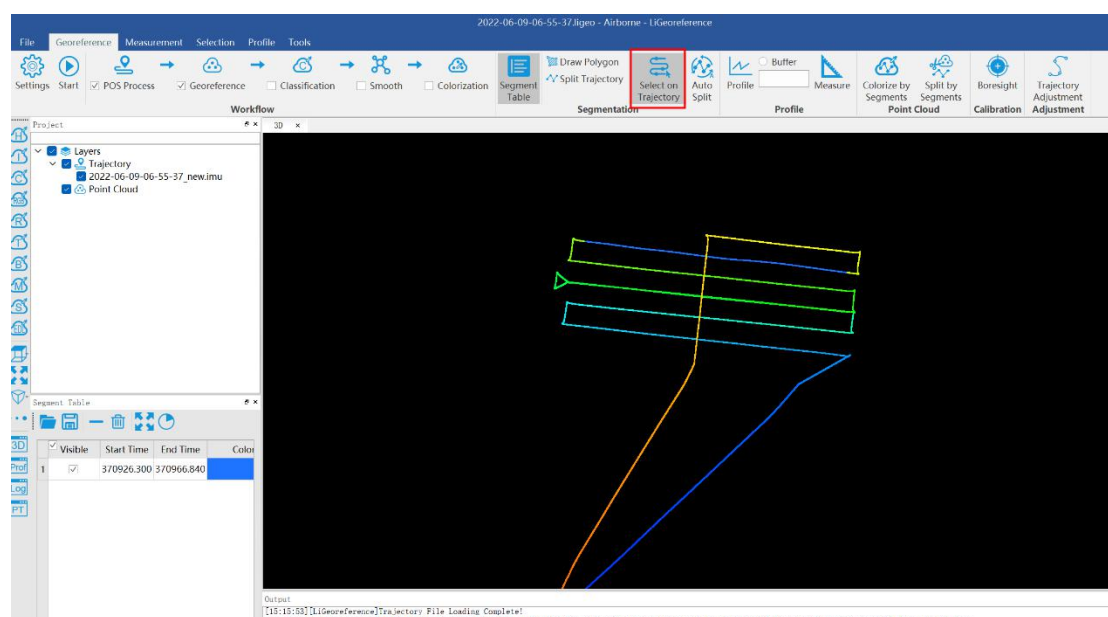 2022-06-09-06-55-37.ligeo - Airborne - LiGeoreference
File Georeference Measurement Selection Profile Tools
Settings Start POS Process Georeference Classification Smooth Colorization
Workflow
Segment Table
Draw Polygon
Split Trajectory
Select on Trajectory
Auto Split
Segmentation
Profile
Buffer
Measure
Profile
Colorize by Segments
Split by Segments
Point Cloud
Boresight
Calibration
Trajectory Adjustment
Adjustment
Project
3D
Layers
Trajectory
2022-06-09-06-55-37_new.imu
Point Cloud
Segment Table
Visible Start Time End Time Color
1 370926.300 370966.840
3D
Prof
Log
PT
Output
[15:15:53][LiGeoreference]Trajectory File Loading Complete!